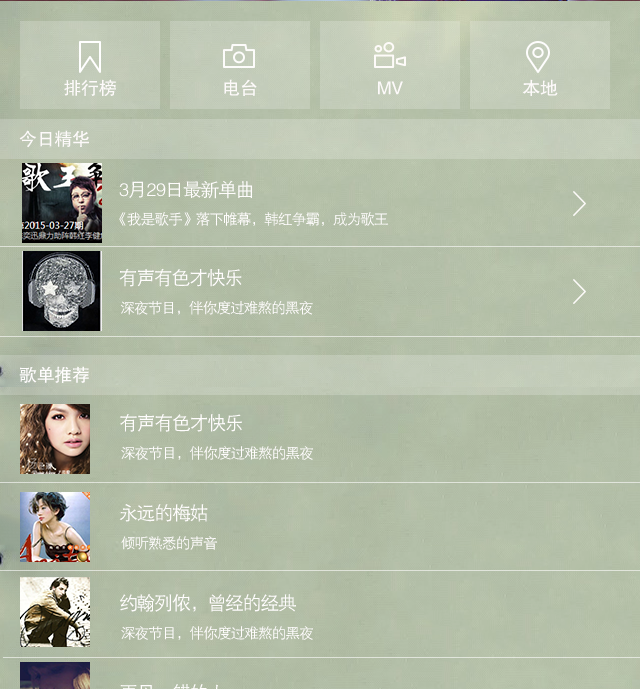 排行榜
电台
MV
本地
今日精华
歌王
2015-03-27期
3月29日最新单曲
《我是歌手》落下帷幕，韩红争霸，成为歌王
有声有色才快乐
深夜节目，伴你度过难熬的黑夜
歌单推荐
有声有色才快乐
深夜节目，伴你度过难熬的黑夜
永远的梅姑
倾听熟悉的声音
约翰列侬，曾经的经典
深夜节目，伴你度过难熬的黑夜